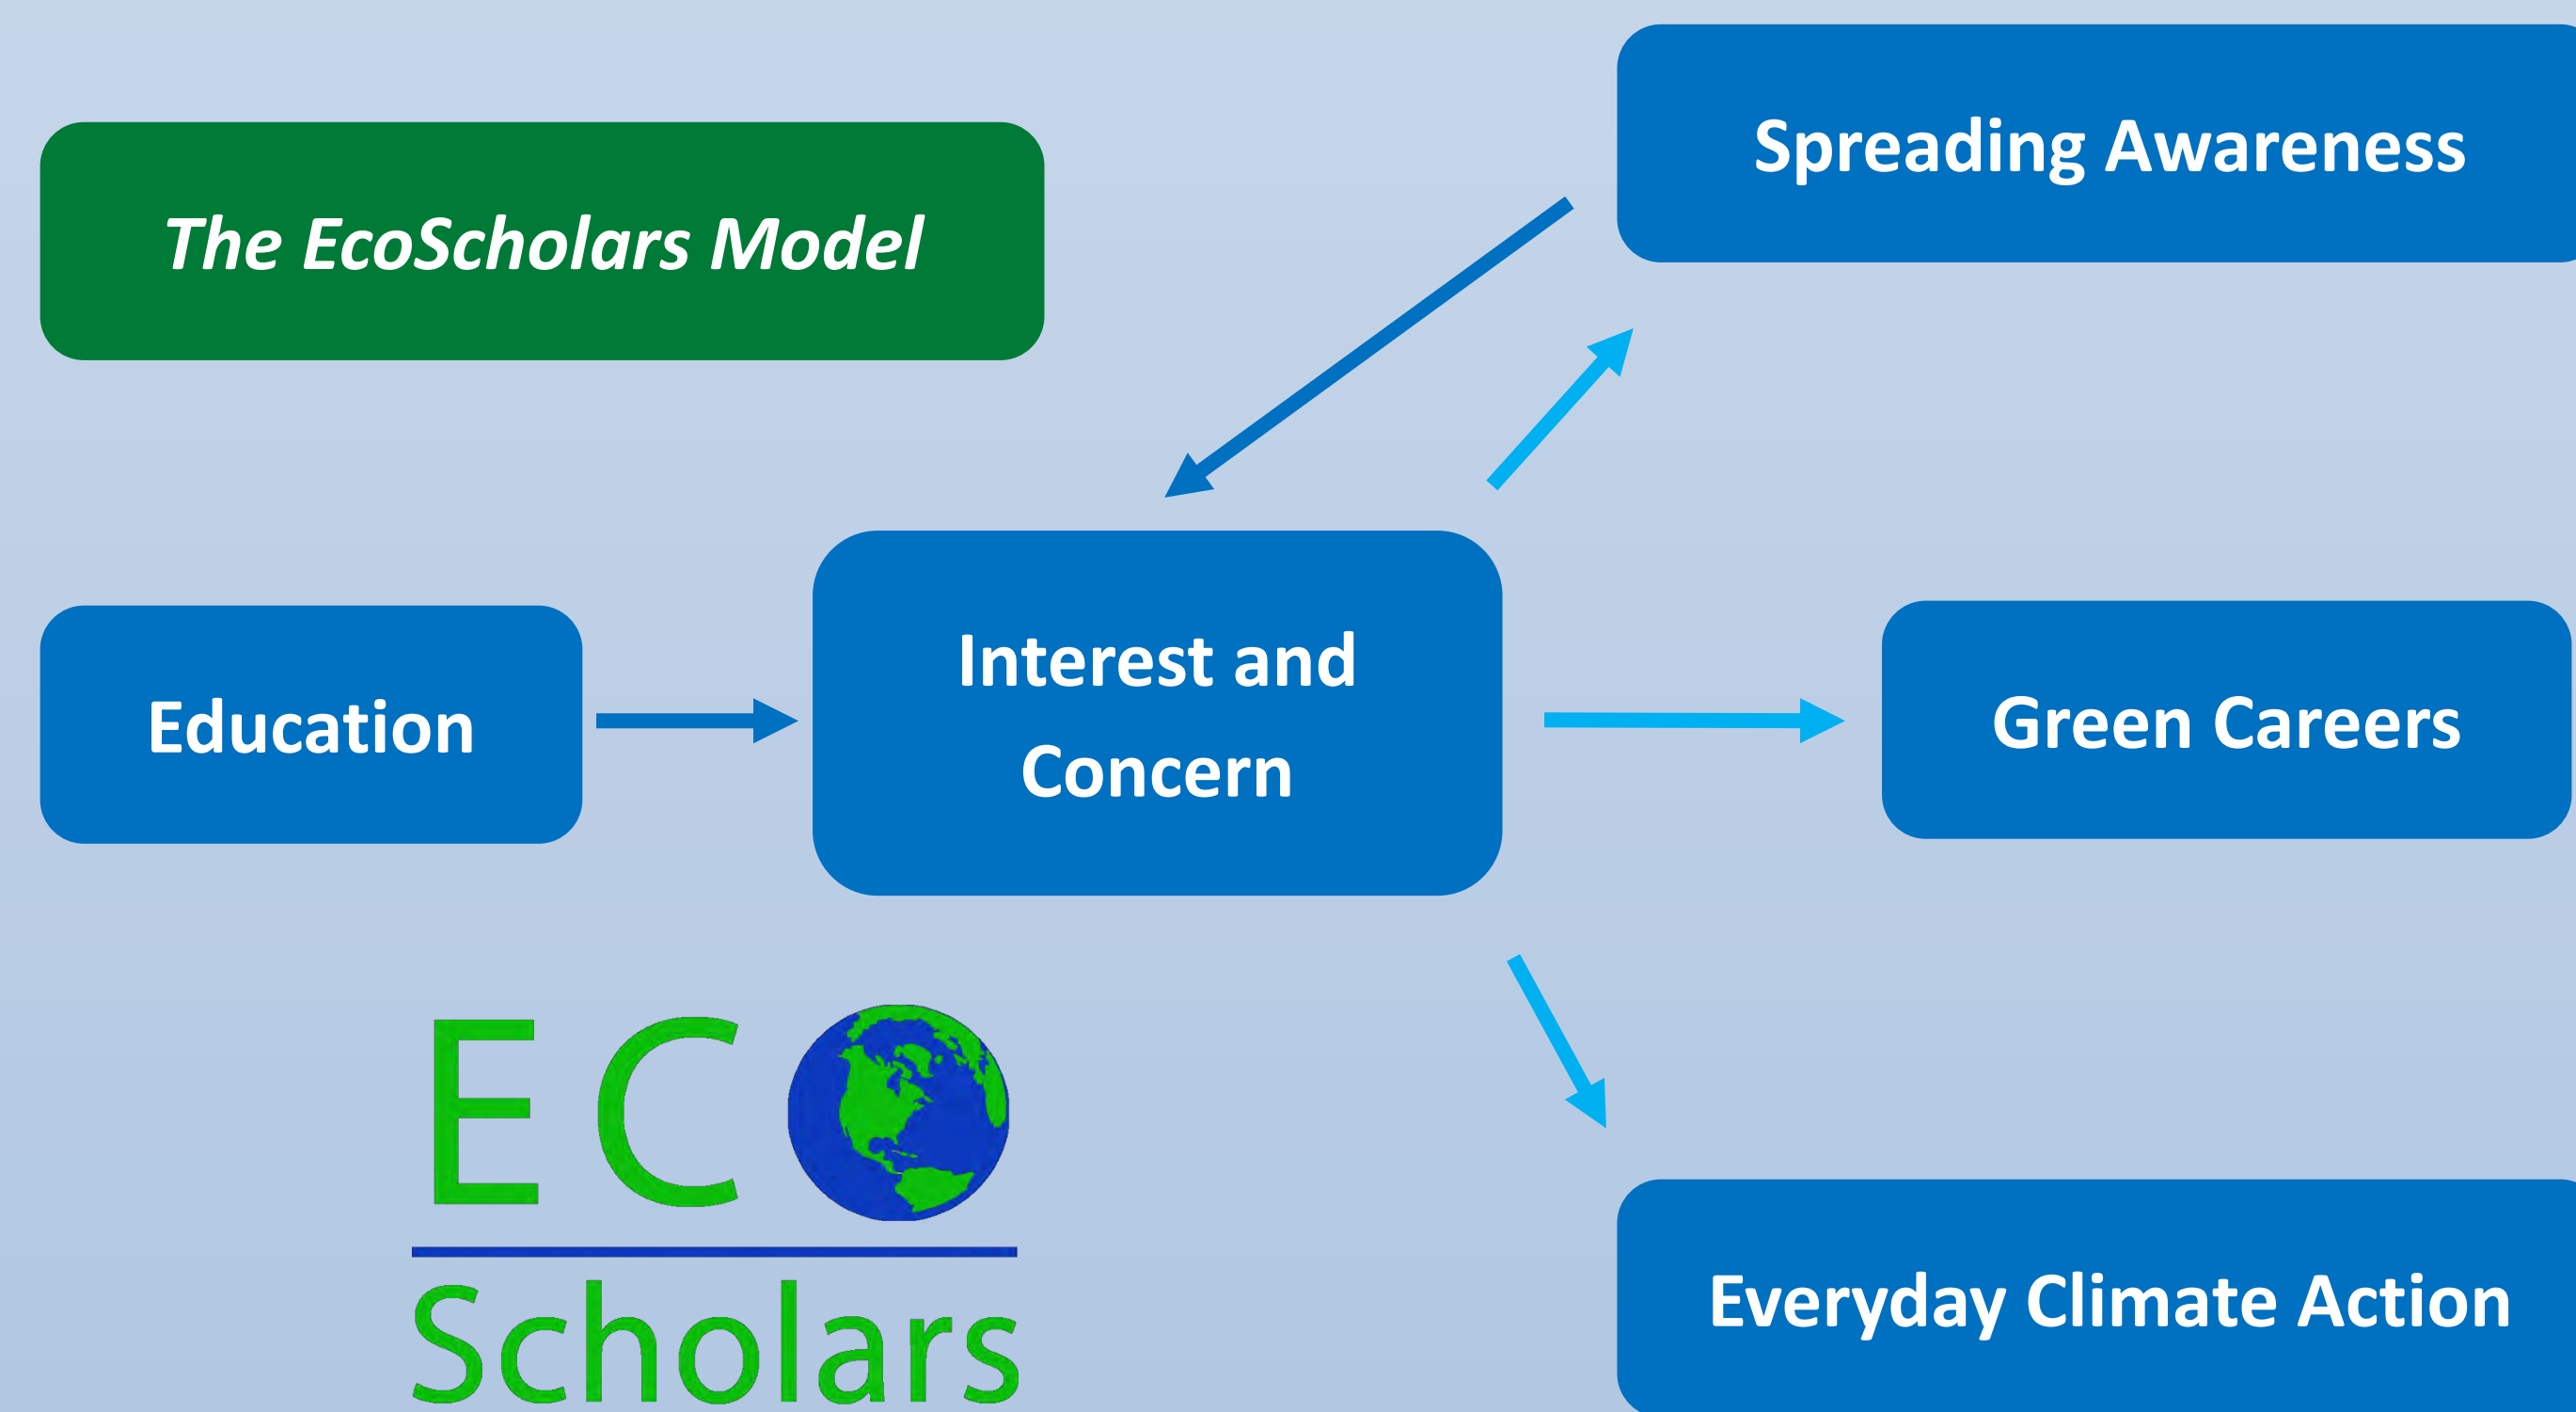 The EcoScholars Model
Spreading Awareness
Education
Interest and
Concern
Green Careers
Everyday Climate Action
ECO
Scholars